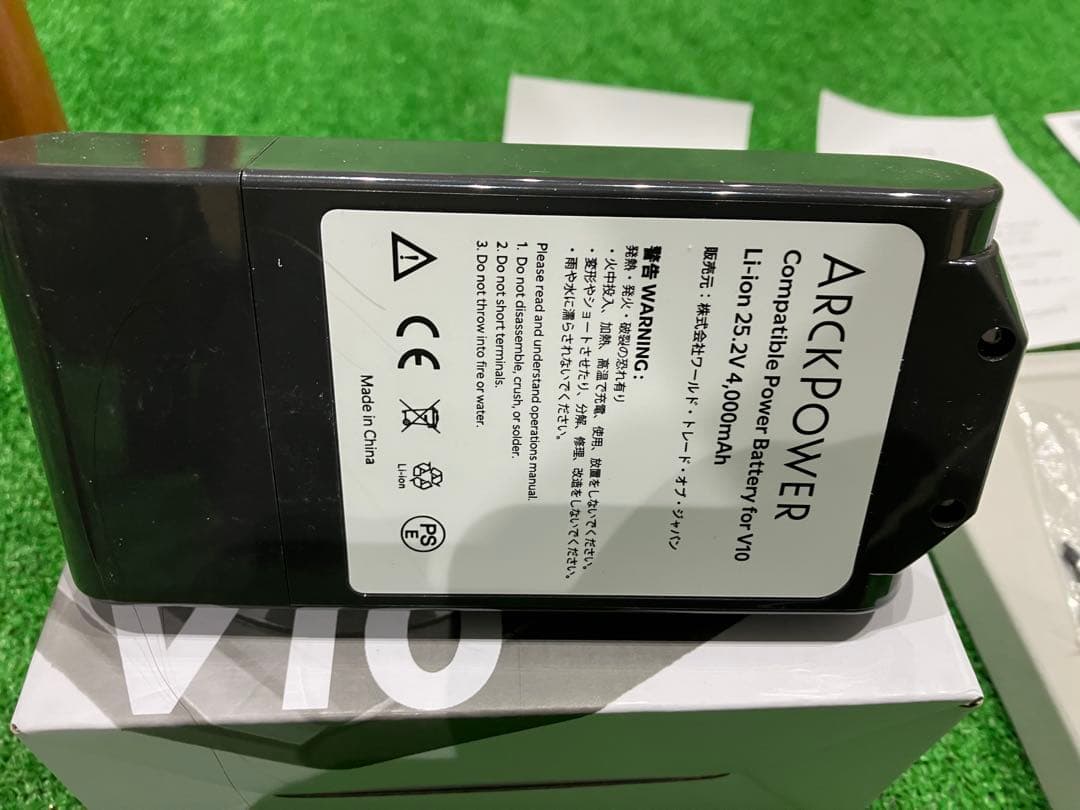 ARCKPOWER
Compatible Power Battery for V10
Li-ion 25.2V 4,000mAh
販売元：株式会社ワールド・トレード・オブ・ジャパン
警告 WARNING：
発熱・発火・破裂の恐れ有り
・火中投入、加熱、高温で充電、使用、放置をしないでください。
・変形やショートさせたり、分解、修理、改造をしないでください。
・雨や水に濡らされないでください。
Please read and understand operations manual.
1. Do not disassemble, crush, or solder.
2. Do not short terminals.
3. Do not throw into fire or water.
CE
Li-ion
PS
E
Made in China
V10